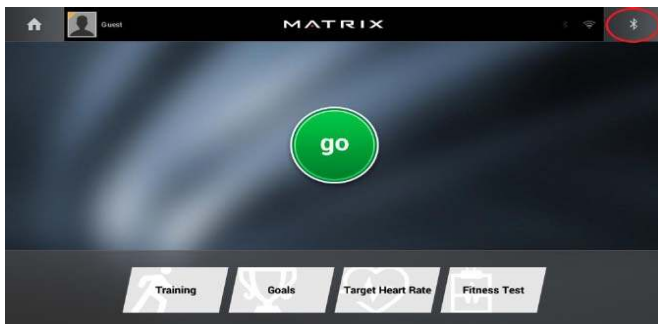 Guest
MATRIX
go
Training
Goals
Target Heart Rate
Fitness Test